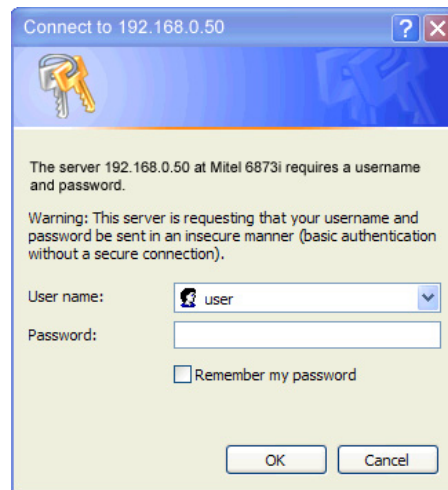 Connect to 192.168.0.50
The server 192.168.0.50 at Mitel 6873i requires a username
and password.
Warning: This server is requesting that your username and
password be sent in an insecure manner (basic authentication
without a secure connection).
User name:
user
Password:
Remember my password
OK
Cancel